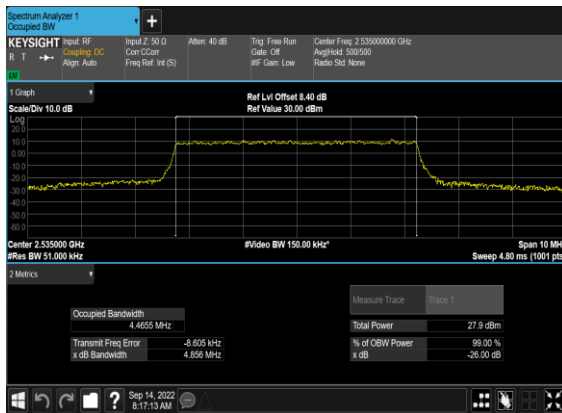 Spectrum Analyzer 1
Occupied BW
KEYSIGHT
R T
Input: RF
Coupling: DC
Align: Auto
Input Z: 50 Ω
Corr CCorr
Freq Ref: Int (S)
Atten: 40 dB
Trig: Free Run
Gate: Off
#IF Gain: Low
Center Freq: 2.535000000 GHz
Avg|Hold: 500/500
Radio Std: None
1 Graph
Scale/Div 10.0 dB
Ref Lvl Offset 8.40 dB
Ref Value 30.00 dBm
Log
20.0
10.0
0.00
-10.0
-20.0
-30.0
-40.0
-50.0
-60.0
Center 2.535000 GHz
#Res BW 51.000 kHz
#Video BW 150.00 kHz*
Span 10 MH
Sweep 4.80 ms (1001 pts
2 Metrics
Measure Trace
Trace 1
Occupied Bandwidth
4.4655 MHz
Total Power
27.9 dBm
Transmit Freq Error
-8.605 kHz
% of OBW Power
99.00 %
x dB Bandwidth
4.856 MHz
x dB
-26.00 dB
?
Sep 14, 2022
8:17:13 AM